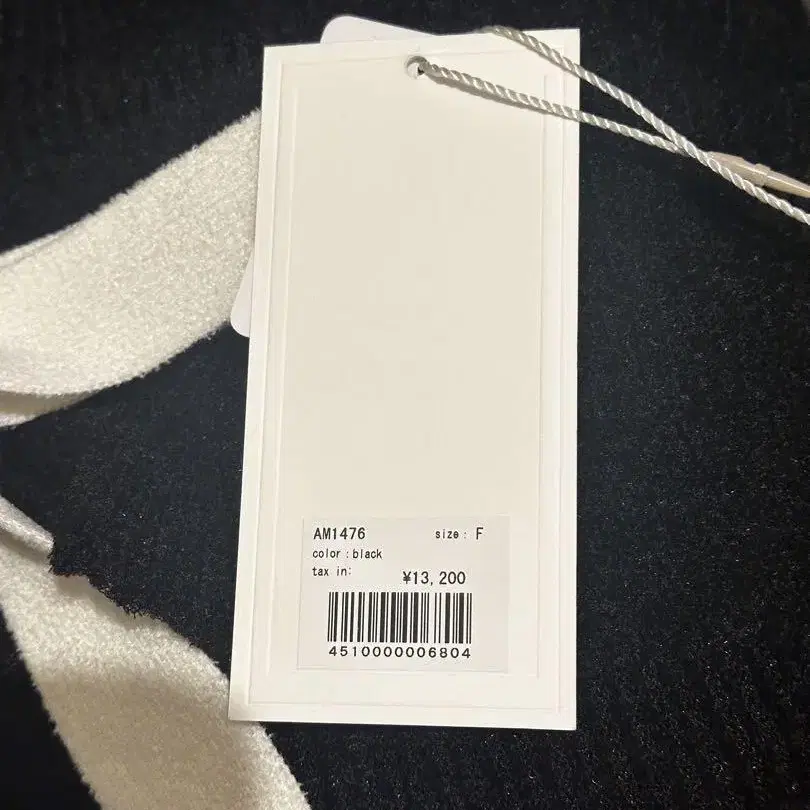 AM1476 size : F
color : black
tax in: ¥13, 200
4510000006804